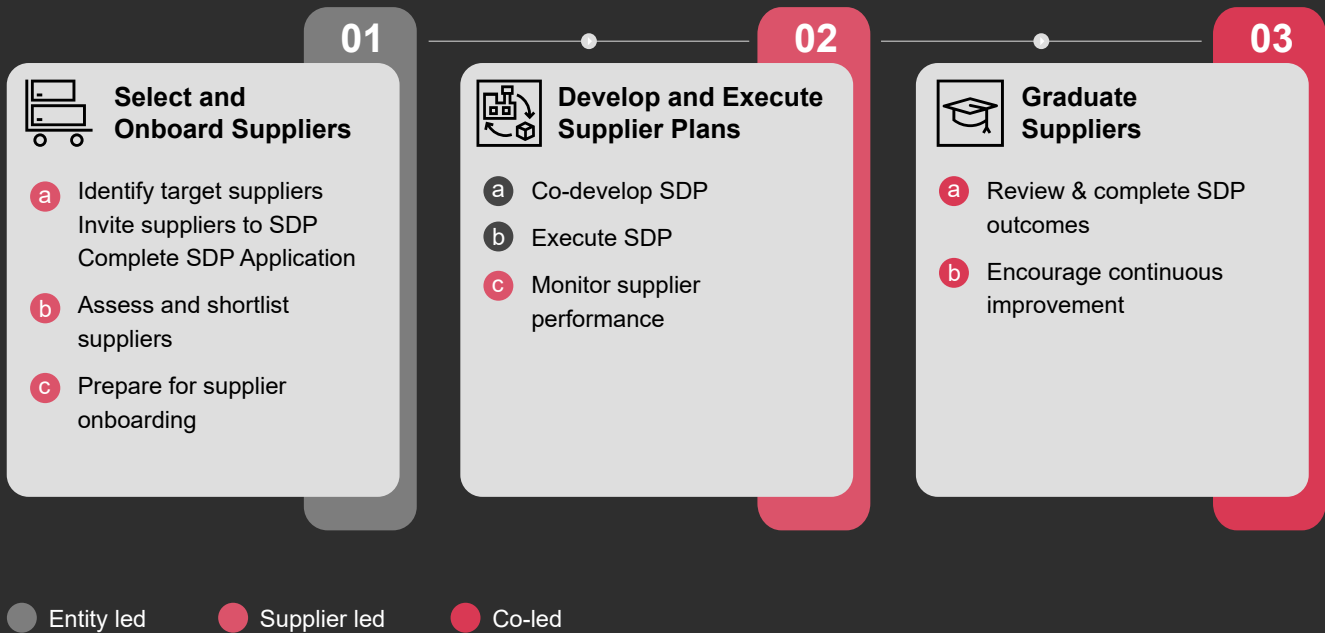 01
Select and
Onboard Suppliers
a
Identify target suppliers
Invite suppliers to SDP
Complete SDP Application
b
Assess and shortlist
suppliers
c
Prepare for supplier
onboarding
02
Develop and Execute
Supplier Plans
a
Co-develop SDP
b
Execute SDP
c
Monitor supplier
performance
03
Graduate
Suppliers
a
Review & complete SDP
outcomes
b
Encourage continuous
improvement
Entity led
Supplier led
Co-led